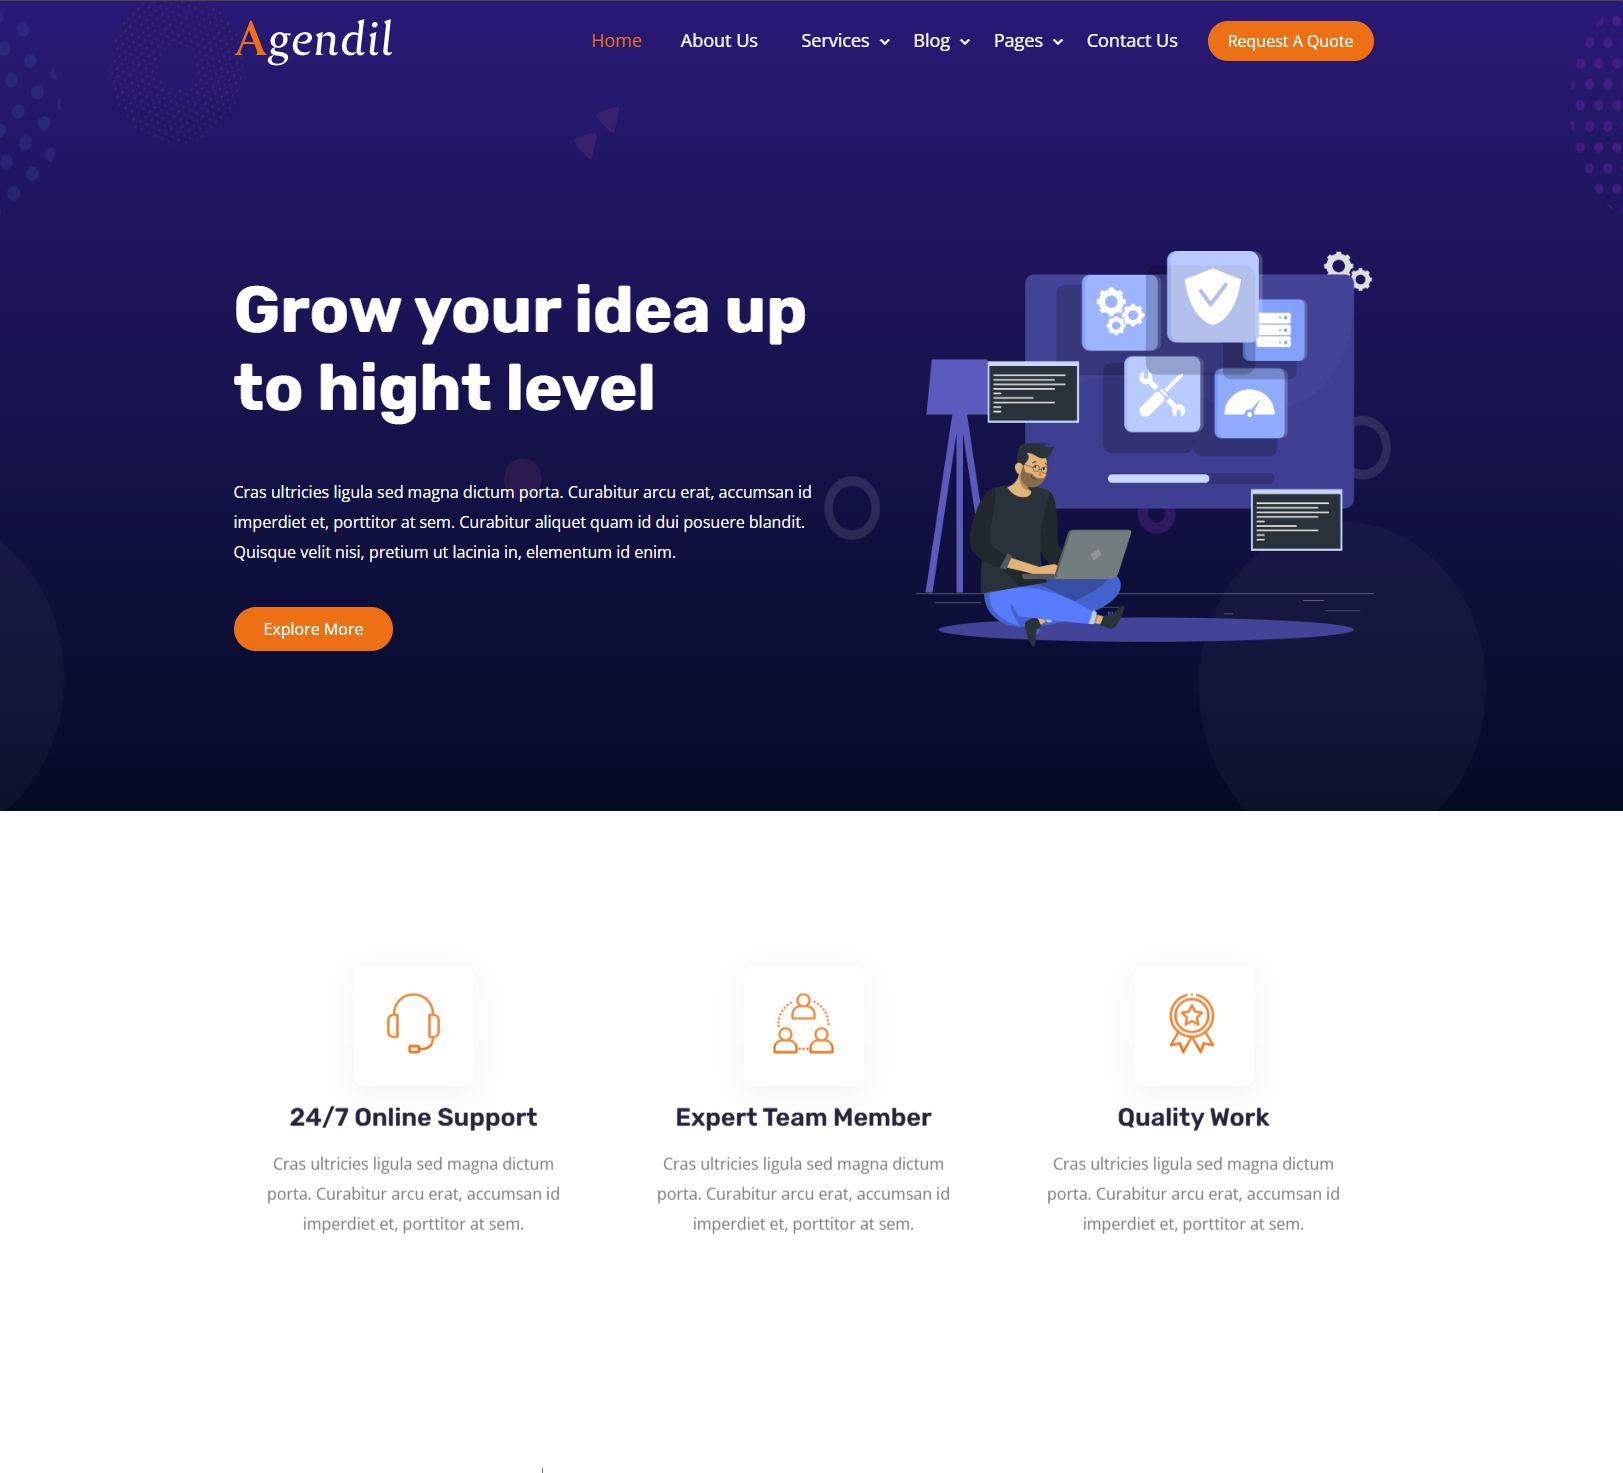 Agendil
Home About Us Services Blog Pages Contact Us Request A Quote
Grow your idea up
to hight level
Cras ultricies ligula sed magna dictum porta. Curabitur arcu erat, accumsan id
imperdiet et, porttitor at sem. Curabitur aliquet quam id dui posuere blandit.
Quisque velit nisi, pretium ut lacinia in, elementum id enim.
Explore More
24/7 Online Support
Cras ultricies ligula sed magna dictum
porta. Curabitur arcu erat, accumsan id
imperdiet et, porttitor at sem.
Expert Team Member
Cras ultricies ligula sed magna dictum
porta. Curabitur arcu erat, accumsan id
imperdiet et, porttitor at sem.
Quality Work
Cras ultricies ligula sed magna dictum
porta. Curabitur arcu erat, accumsan id
imperdiet et, porttitor at sem.